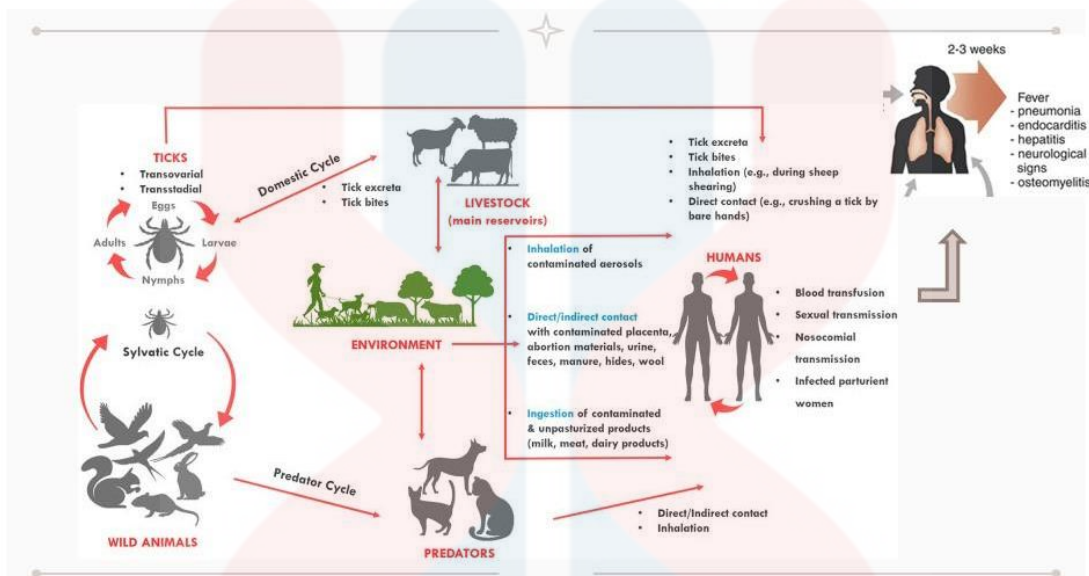 2-3 weeks
Fever
- pneumonia
- endocarditis
- hepatitis
- neurological
signs
- osteomyelitis
TICKS
• Transovarial
• Transstadial
Eggs
Adults
Larvae
Nymphs
Domestic Cycle
• Tick excreta
• Tick bites
LIVESTOCK
(main reservoirs)
• Tick excreta
• Tick bites
• Inhalation (e.g., during sheep
shearing)
• Direct contact (e.g., crushing a tick by
bare hands)
• Inhalation of
contaminated aerosols
HUMANS
• Blood transfusion
• Sexual transmission
• Nosocomial
transmission
• Infected parturient
women
ENVIRONMENT
• Direct/indirect contact
with contaminated placenta,
abortion materials, urine,
feces, manure, hides, wool
Sylvatic Cycle
• Ingestion of contaminated
& unpasturized products
(milk, meat, dairy products)
Predator Cycle
WILD ANIMALS
PREDATORS
• Direct/Indirect contact
• Inhalation